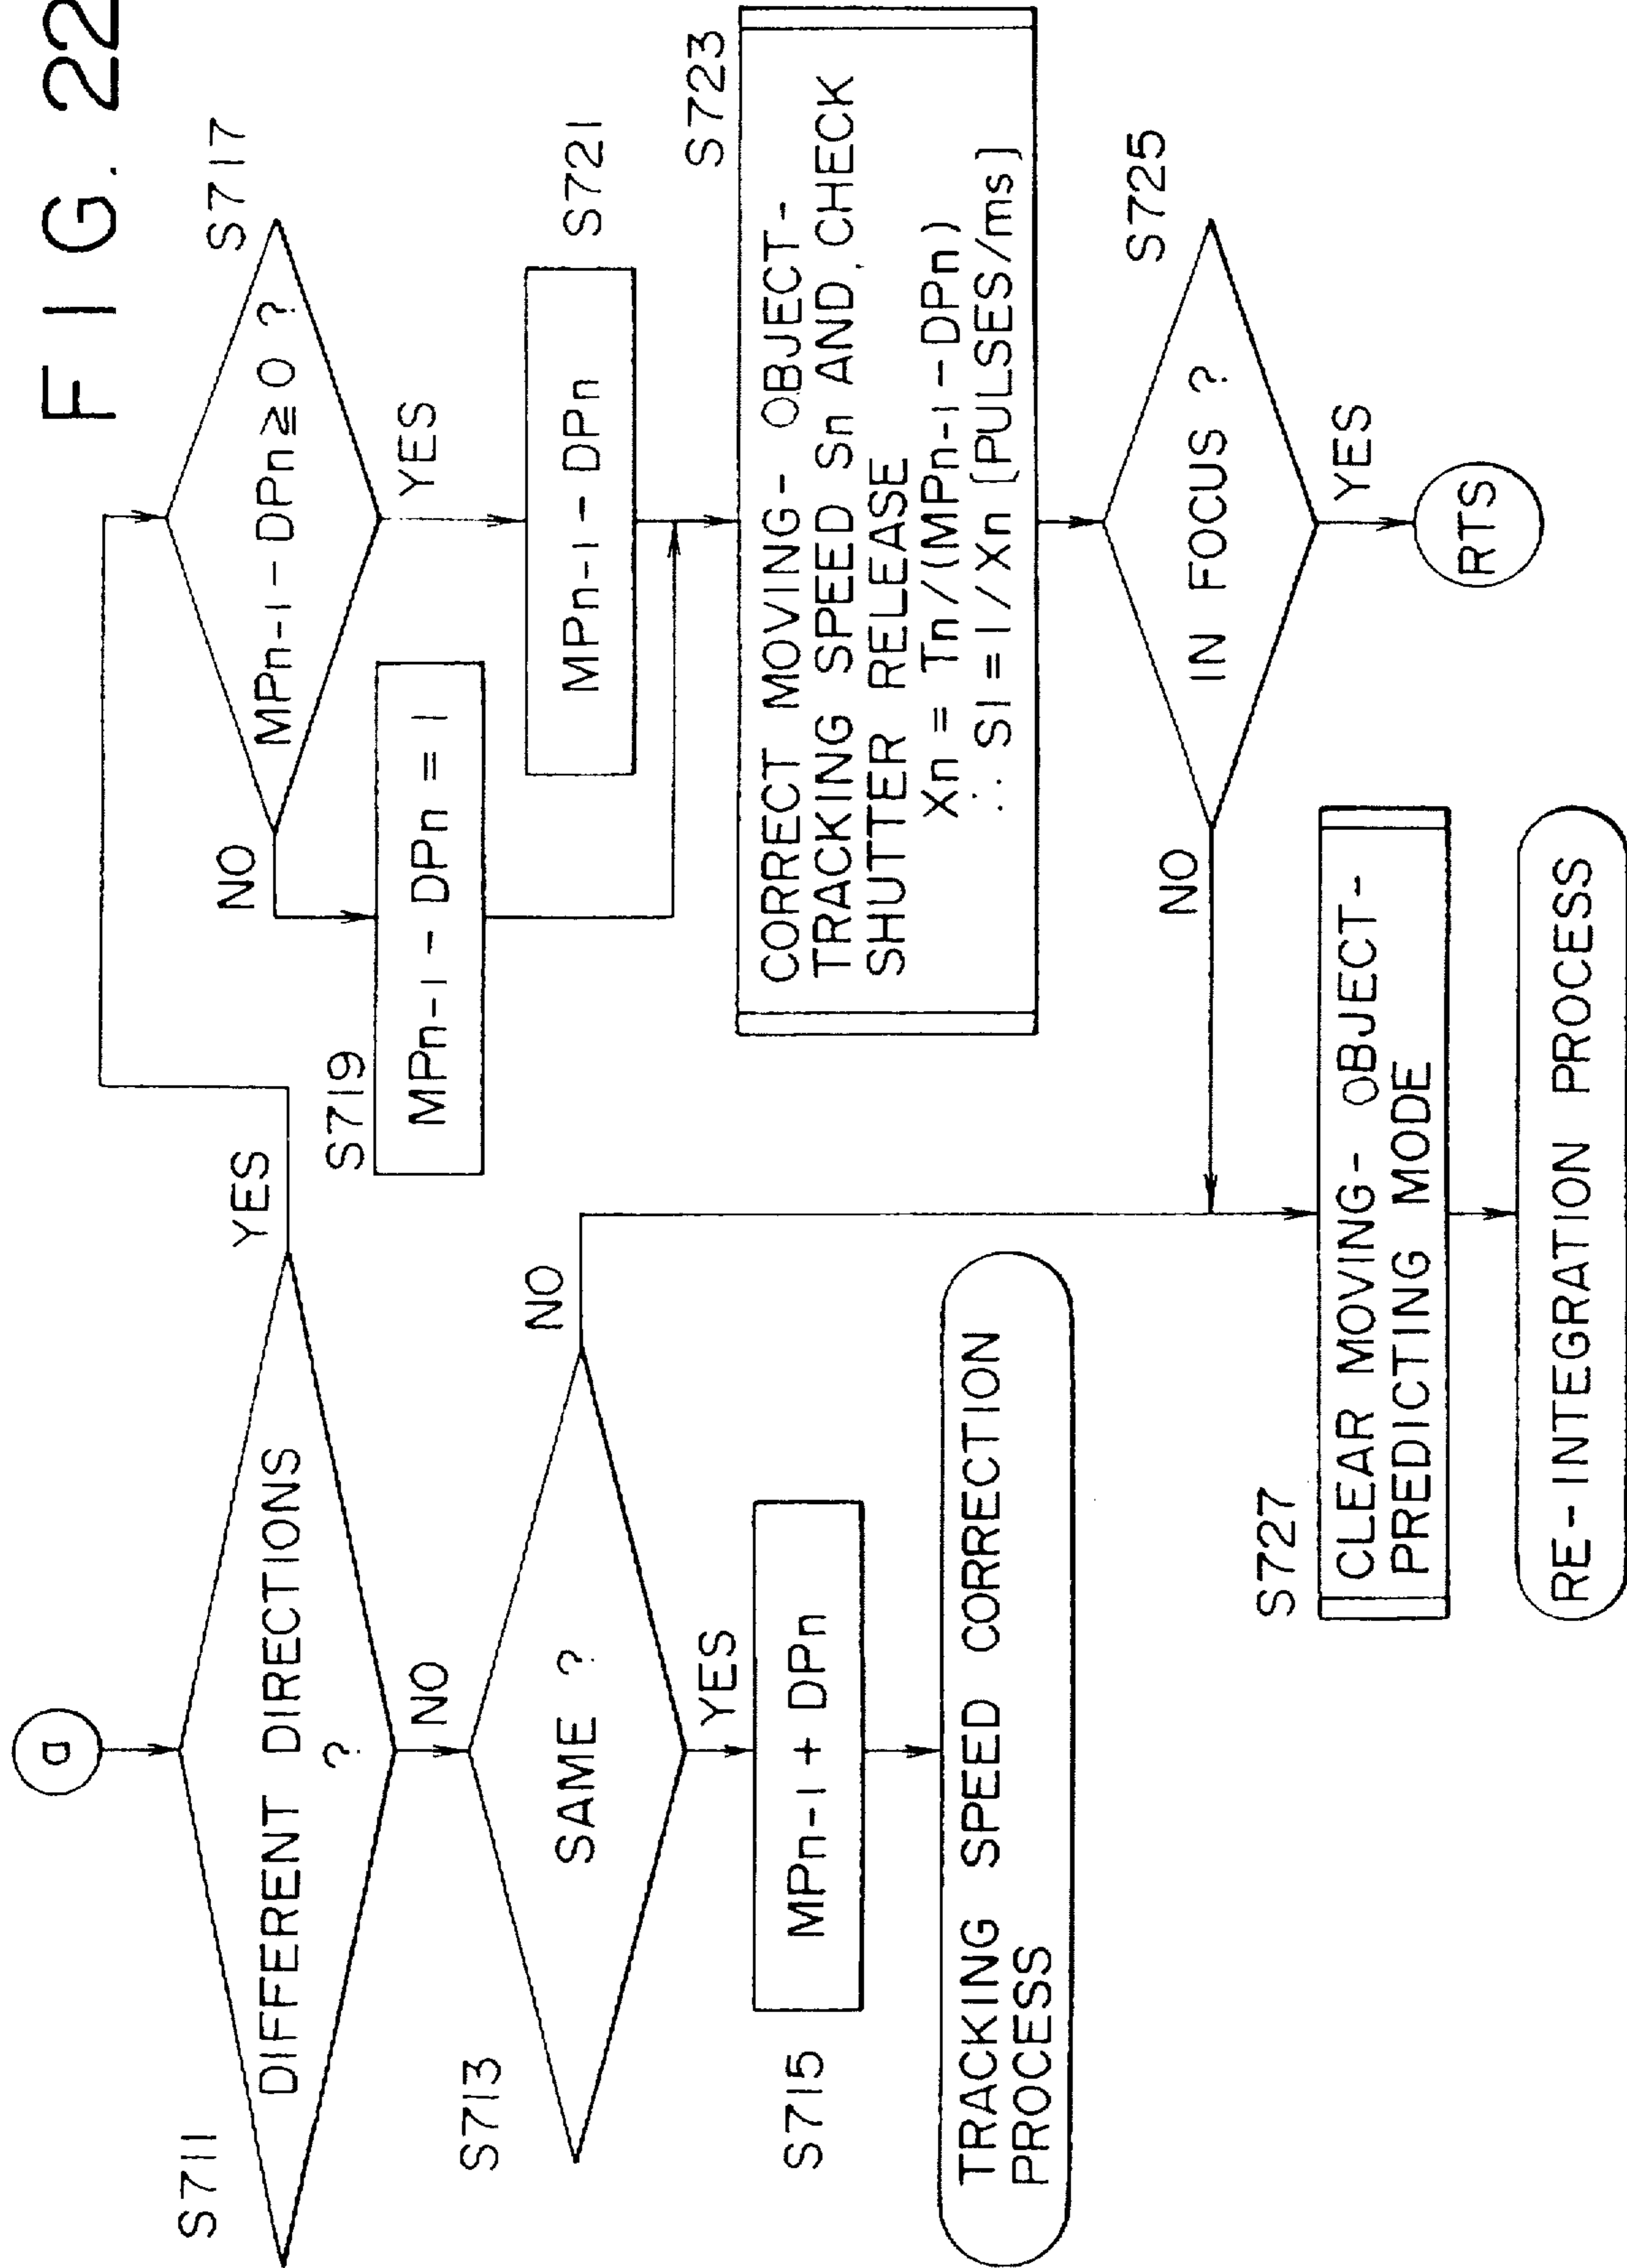 FIG. 22
a
S711
DIFFERENT DIRECTIONS
?
YES
NO
S713
SAME ?
NO
YES
S715
MPn-1 + DPn
TRACKING SPEED CORRECTION
PROCESS
S717
MPn-1 - DPn ≧ 0 ?
NO
YES
S719
MPn-1 - DPn = 1
S721
MPn-1 - DPn
S723
CORRECT MOVING- OBJECT-
TRACKING SPEED Sn AND CHECK
SHUTTER RELEASE
Xn = Tn/(MPn-1 - DPn)
∴ S1 = 1/Xn [PULSES/ms]
S725
IN FOCUS ?
NO
YES
RTS
S727
CLEAR MOVING- OBJECT-
PREDICTING MODE
RE-INTEGRATION PROCESS